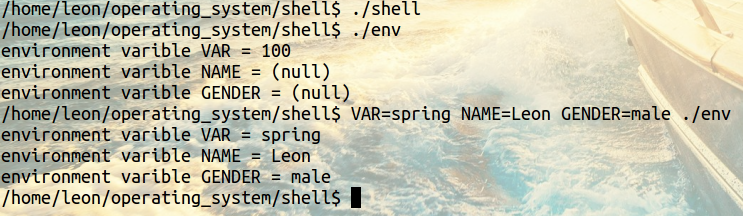 /home/leon/operating_system/shell$ ./shell
/home/leon/operating_system/shell$ ./env
environment varible VAR = 100
environment varible NAME = (null)
environment varible GENDER = (null)
/home/leon/operating_system/shell$ VAR=spring NAME=Leon GENDER=male ./env
environment varible VAR = spring
environment varible NAME = Leon
environment varible GENDER = male
/home/leon/operating_system/shell$